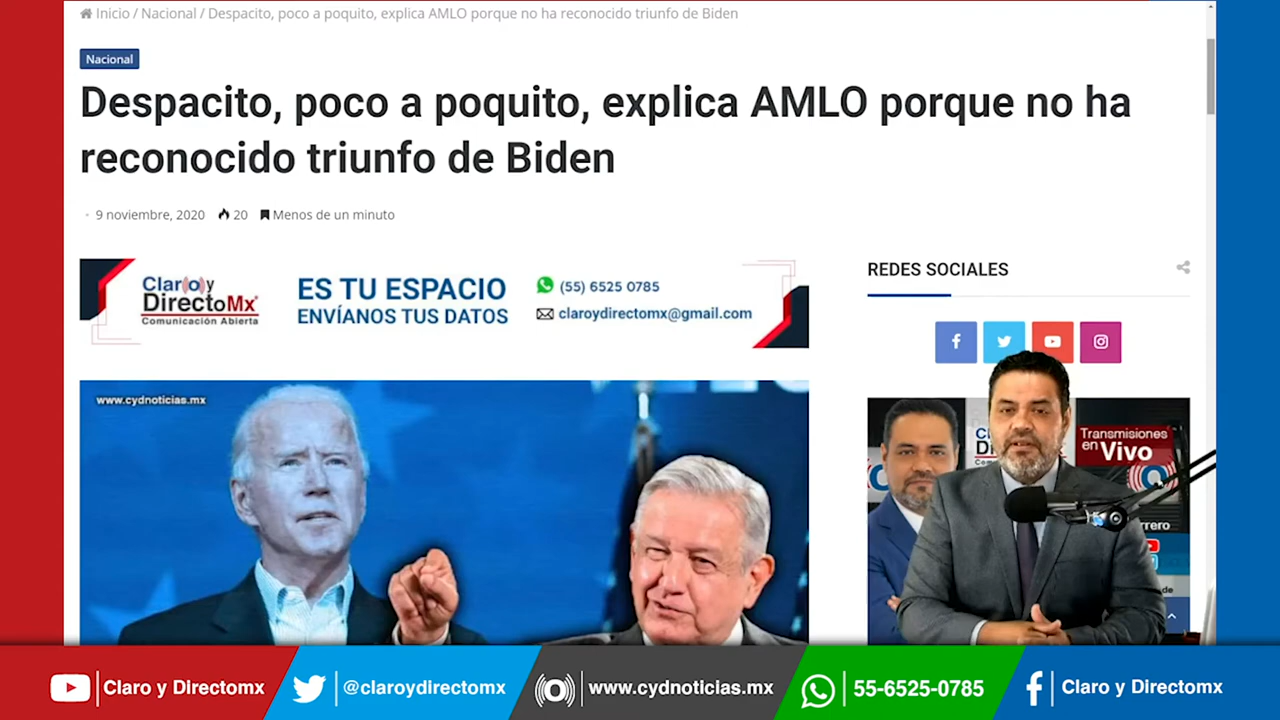 Inicio / Nacional / Despacito, poco a poquito, explica AMLO porque no ha reconocido triunfo de Biden
Nacional
Despacito, poco a poquito, explica AMLO porque no ha
reconocido triunfo de Biden
9 noviembre, 2020 20 Menos de un minuto
Claro y
DirectoMx
Comunicación Abierta
ES TU ESPACIO
ENVÍANOS TUS DATOS
(55) 6525 0785
claroydirectomx@gmail.com
REDES SOCIALES
www.cydnoticias.mx
Transmisiones
en Vivo
Claro y Directomx
@claroydirectomx
www.cydnoticias.mx
55-6525-0785
Claro y Directomx